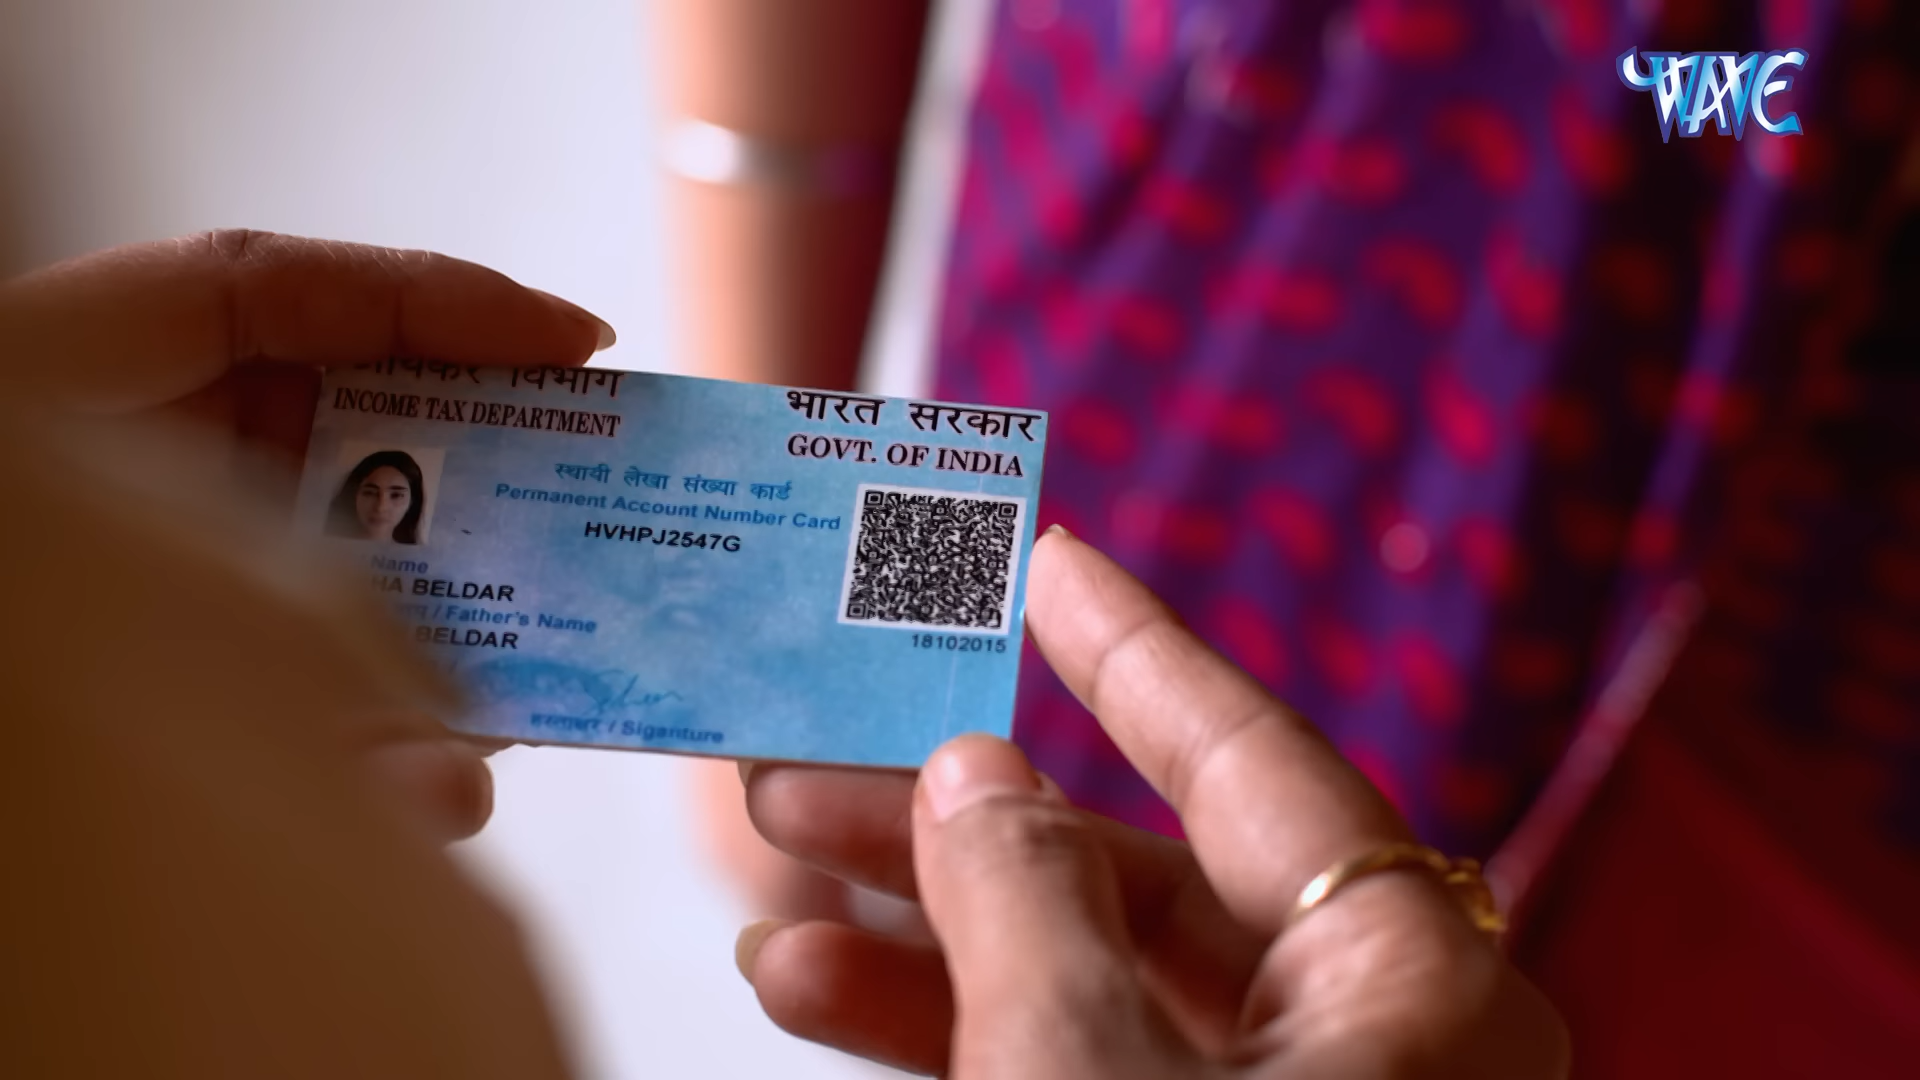 WAVE
विभाग
INCOME TAX DEPARTMENT
भारत सरकार
GOVT. OF INDIA
स्थायी लेखा संख्या कार्ड
Permanent Account Number Card
HVHPJ2547G
Name
HA BELDAR
/ Father's Name
BELDAR
18102015
हस्ताक्षर / Siganture